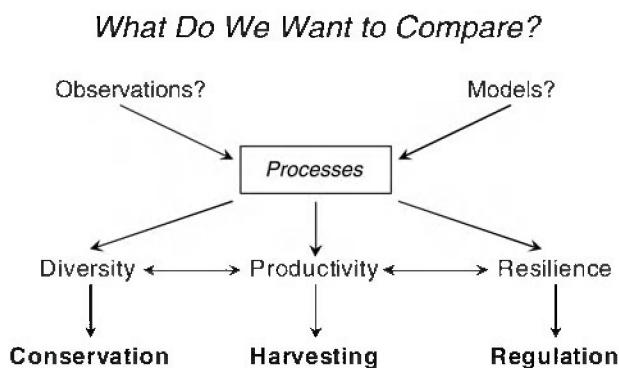 What Do We Want to Compare?
Observations? Models?
Processes
Diversity Productivity Resilience
Conservation Harvesting Regulation